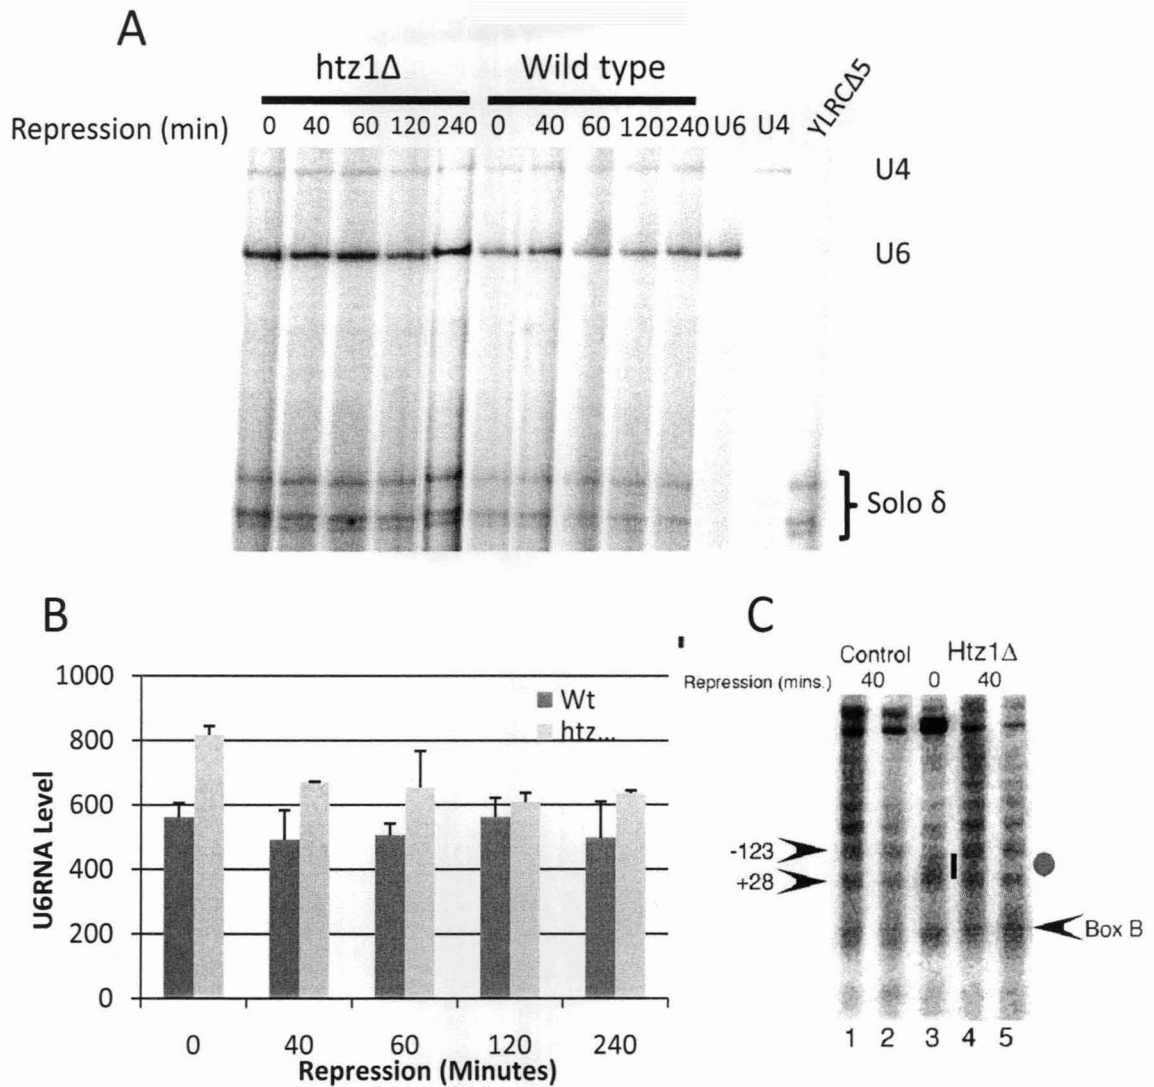 A
htz1Δ Wild type
Repression (min) 0 40 60 120 240 0 40 60 120 240 U6 U4 YLRCΔ5
U4
U6
Solo δ
B
1000
800
600
400
200
0
U6RNA Level
Wt
htz...
0 40 60 120 240
Repression (Minutes)
C
Control Htz1Δ
Repression (mins.) 40 0 40
-123
+28
Box B
1 2 3 4 5